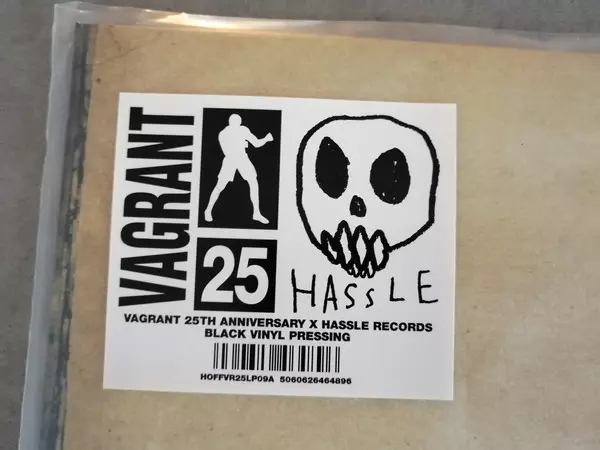 VAGRANT
25
HASSLE
VAGRANT 25TH ANNIVERSARY X HASSLE RECORDS
BLACK VINYL PRESSING
HOFFVR25LP09A 5060626464896